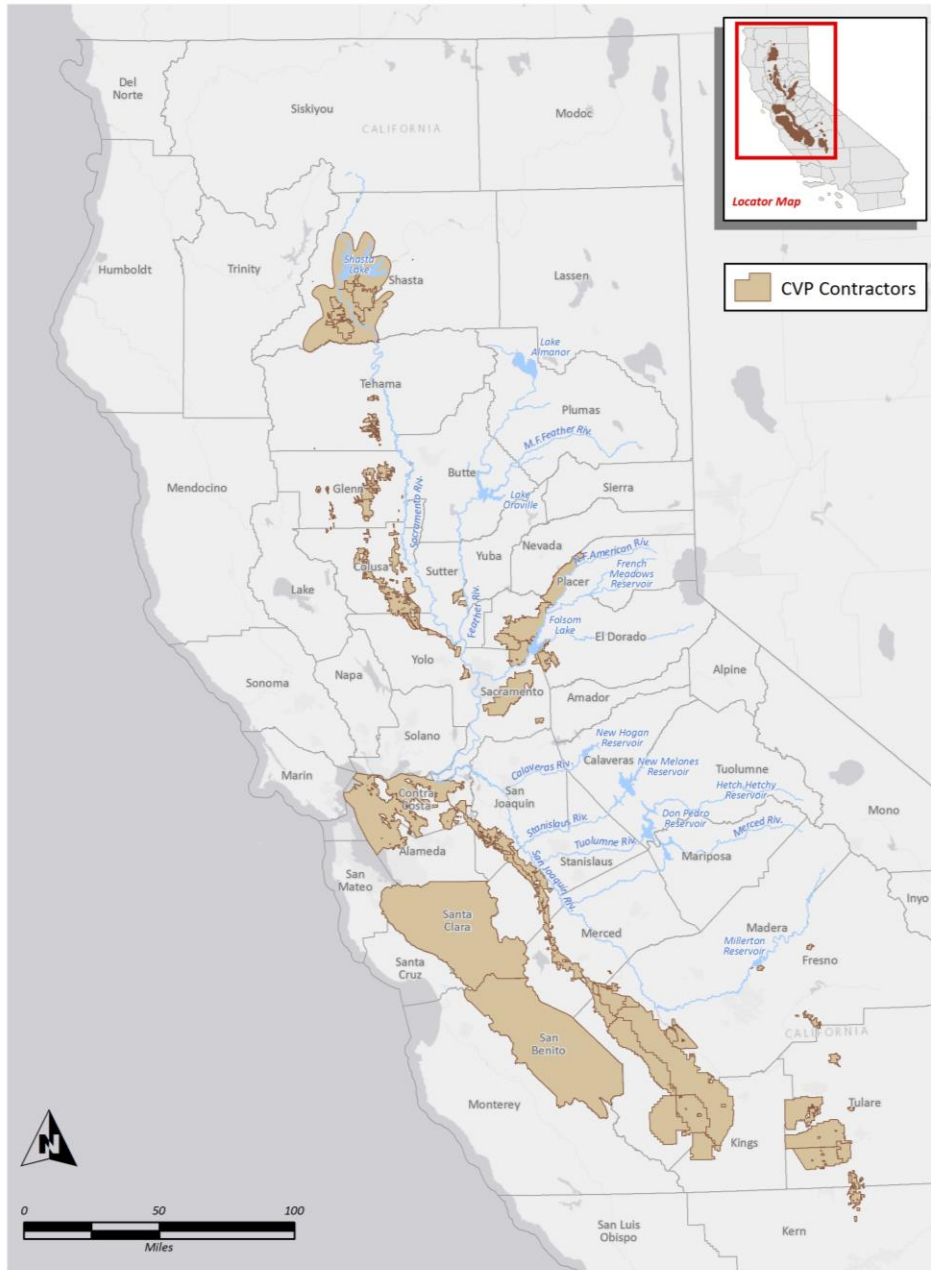 Del
Norte
Siskiyou
CALIFORNIA
Modoc
Locator Map
CVP Contractors
Humboldt
Trinity
Shasta
Lake
Shasta
Lassen
Lake
Almanor
Tehama
Plumas
M.F.Feather Riv.
Mendocino
Glenn
Butte
Sacramento Riv.
Lake
Oroville
Sierra
Nevada
Yuba
Colusa
Sutter
Feather Riv.
Lake
Placer
N.F.American Riv.
French
Meadows
Reservoir
Folsom
Lake
El Dorado
Yolo
Sonoma
Napa
Sacramento
Amador
Alpine
Solano
New Hogan
Reservoir
Calaveras Riv.
Calaveras
New Melones
Reservoir
Tuolumne
Marin
Contra
Costa
San
Joaquin
Hetch Hetchy
Reservoir
Mono
Stanislaus Riv.
Don Pedro
Reservoir
Merced Riv.
Alameda
Tuolumne Riv.
San
Mateo
Stanislaus
Mariposa
San Joaquin Riv.
Inyo
Santa
Clara
Merced
Madera
Millerton
Reservoir
Fresno
Santa
Cruz
San
Benito
CALIFORNIA
Monterey
Tulare
Kings
N
0 50 100
Miles
San Luis
Obispo
Kern